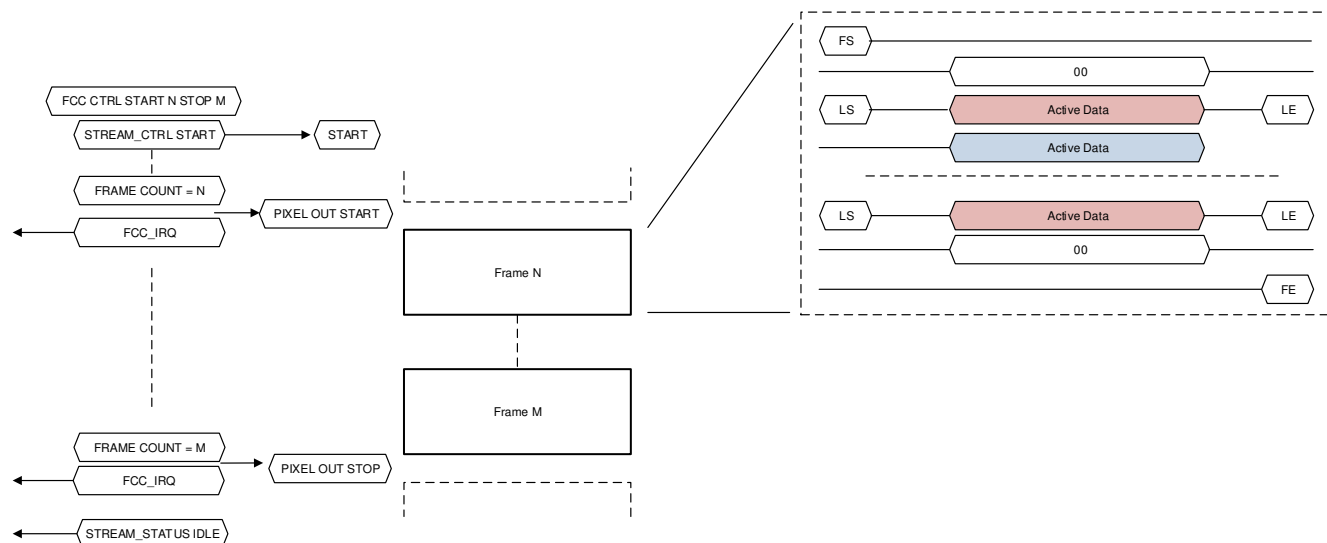 FCC CTRL START N STOP M
STREAM_CTRL START
START
FRAME COUNT = N
PIXEL OUT START
FCC_IRQ
Frame N
Frame M
FRAME COUNT = M
PIXEL OUT STOP
FCC_IRQ
STREAM_STATUS IDLE
FS
00
LS
Active Data
LE
Active Data
LS
Active Data
LE
00
FE